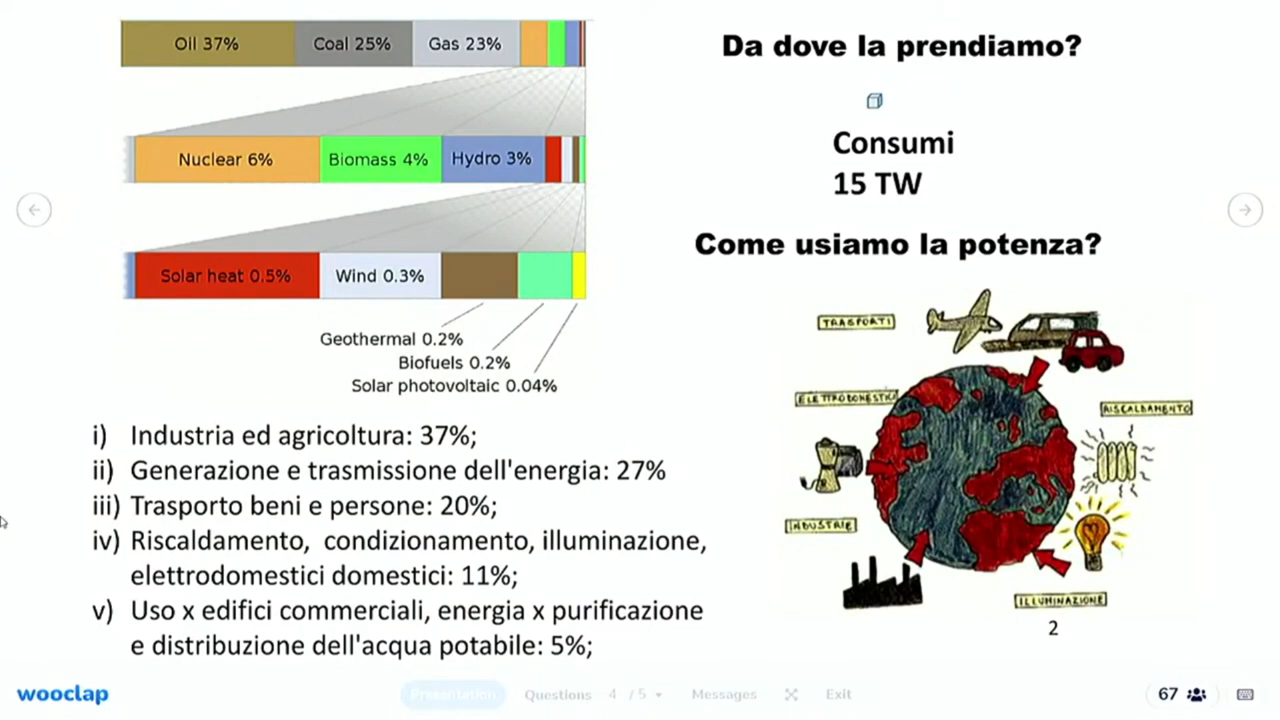 Oil 37%
Coal 25%
Gas 23%
Nuclear 6%
Biomass 4%
Hydro 3%
Solar heat 0.5%
Wind 0.3%
Geothermal 0.2%
Biofuels 0.2%
Solar photovoltaic 0.04%
Da dove la prendiamo?
Consumi
15 TW
Come usiamo la potenza?
TRASPORTI
ELETTRODOMESTICI
RISCALDAMENTO
INDUSTRIE
ILLUMINAZIONE
2
i) Industria ed agricoltura: 37%;
ii) Generazione e trasmissione dell'energia: 27%
iii) Trasporto beni e persone: 20%;
iv) Riscaldamento, condizionamento, illuminazione,
elettrodomestici domestici: 11%;
v) Uso x edifici commerciali, energia x purificazione
e distribuzione dell'acqua potabile: 5%;
wooclap
Presentation
Questions 4 / 5
Messages
Exit
67